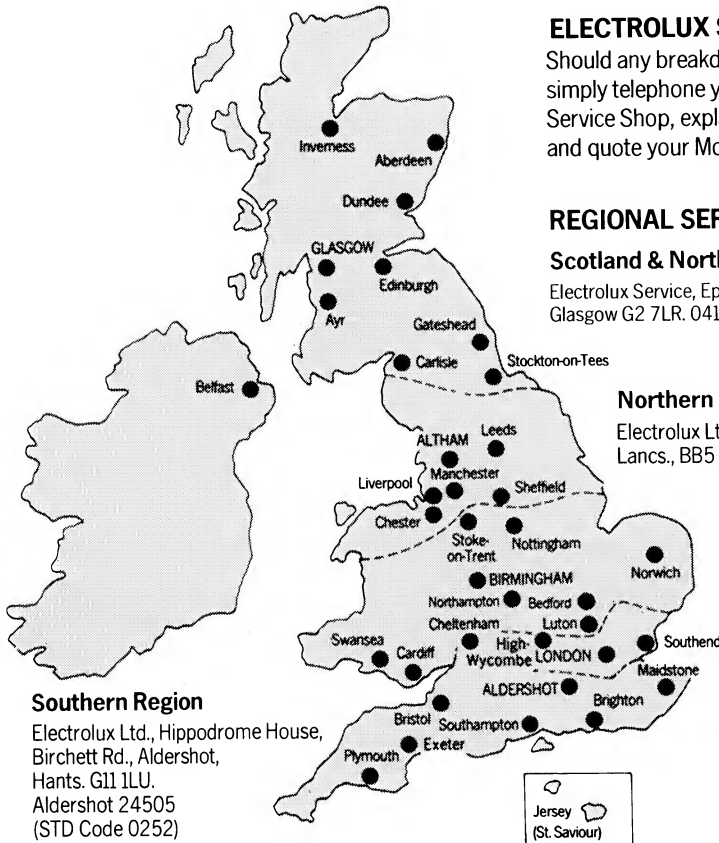 ELECTROLUX
Should any breakd
simply telephone y
Service Shop, expl
and quote your Mo
REGIONAL SER
Scotland & North
Electrolux Service, Ep
Glasgow G2 7LR. 041
Northern
Electrolux Lt
Lancs., BB5
Inverness
Aberdeen
Dundee
GLASGOW
Edinburgh
Ayr
Gateshead
Carlisle
Stockton-on-Tees
Belfast
ALTHAM
Leeds
Manchester
Liverpool
Sheffield
Chester
Stoke-
on-Trent
Nottingham
BIRMINGHAM
Norwich
Northampton
Bedford
Cheltenham
Luton
Swansea
Cardiff
High-
Wycombe
LONDON
Southend
Maidstone
ALDERSHOT
Brighton
Bristol
Southampton
Exeter
Plymouth
Southern Region
Electrolux Ltd., Hippodrome House,
Birchett Rd., Aldershot,
Hants. G11 1LU.
Aldershot 24505
(STD Code 0252)
Jersey
(St. Saviour)